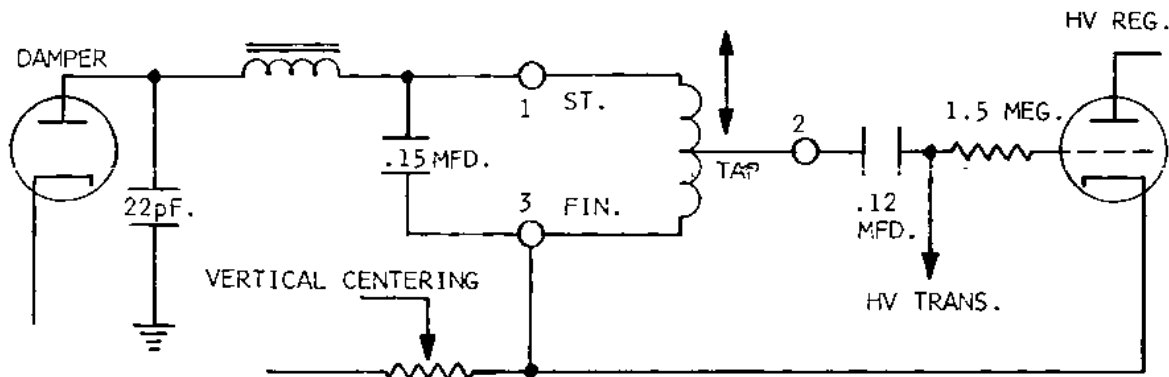 HV REG.
DAMPER
1
ST.
2
1.5 MEG.
.15 MFD.
TAP
22pF.
3
FIN.
.12
MFD.
VERTICAL CENTERING
HV TRANS.